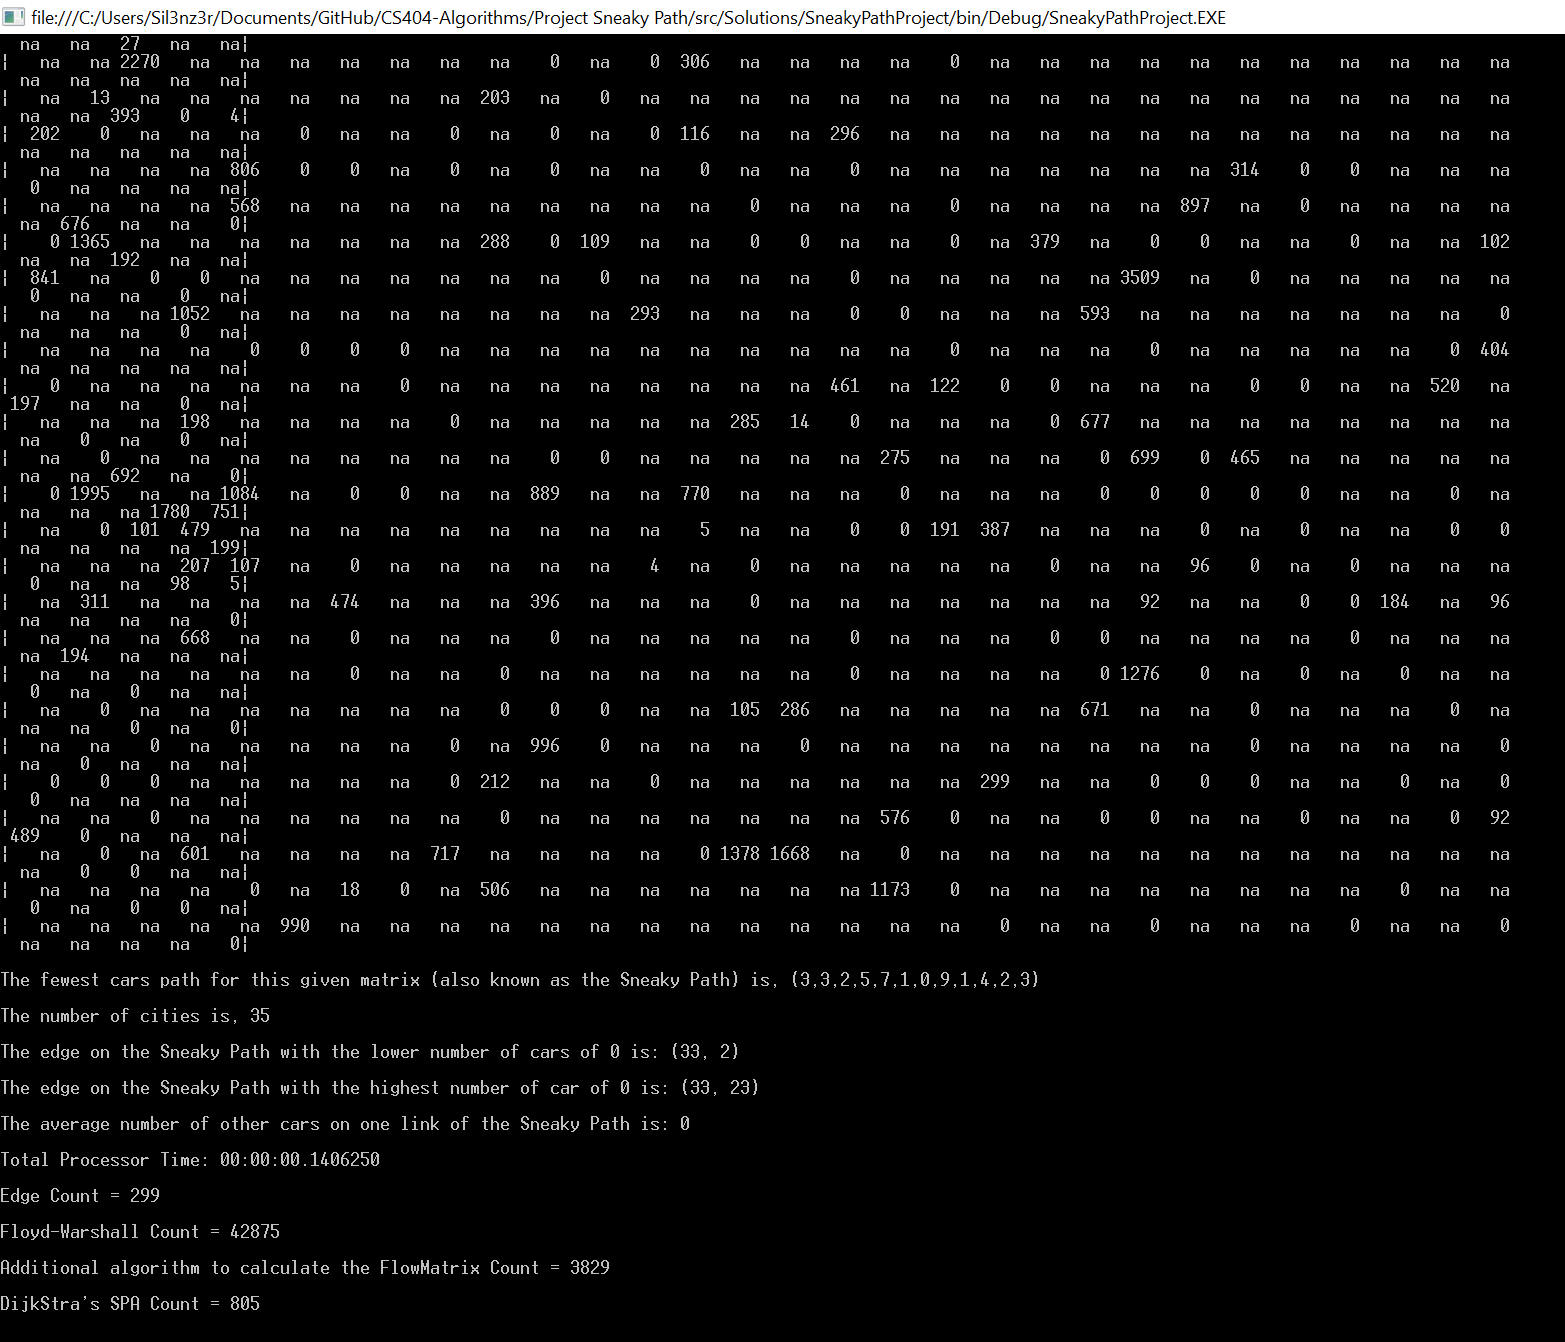 file:///C:/Users/Sil3nz3r/Documents/GitHub/CS404-Algorithms/Project Sneaky Path/src/Solutions/SneakyPathProject/bin/Debug/SneakyPathProject.EXE
na na 27 na na¦
¦ na na 2270 na na na na na na na 0 na 0 306 na na na na 0 na na na na na na na na na na na
na na na na na¦
¦ na 13 na na na na na na na 203 na 0 na na na na na na na na na na na na na na na na na na
na na 393 0 4¦
¦ 202 0 na na na 0 na na 0 na 0 na 0 116 na na 296 na na na na na na na na na na na na na
na na na na na¦
¦ na na na na 806 0 0 na 0 na 0 na na 0 na na 0 na na na na na na na 314 0 0 na na na
0 na na na na¦
¦ na na na na 568 na na na na na na na na na 0 na na na 0 na na na na 897 na 0 na na na na
na 676 na na 0¦
¦ 0 1365 na na na na na na na 288 0 109 na na 0 0 na na 0 na 379 na 0 0 na na 0 na na 102
na na 192 na na¦
¦ 841 na 0 0 na na na na na na na 0 na na na na 0 na na na na na 3509 na 0 na na na na na
0 na na 0 na¦
¦ na na na 1052 na na na na na na na na 293 na na na 0 0 na na na 593 na na na na na na na 0
na na na 0 na¦
¦ na na na na 0 0 0 0 na na na na na na na na na na 0 na na na 0 na na na na na 0 404
na na na na na¦
¦ 0 na na na na na na 0 na na na na na na na na 461 na 122 0 0 na na na 0 0 na na 520 na
197 na na 0 na¦
¦ na na na 198 na na na na 0 na na na na na 285 14 0 na na na 0 677 na na na na na na na na
na 0 na 0 na¦
¦ na 0 na na na na na na na na 0 0 na na na na na 275 na na na 0 699 0 465 na na na na na
na na 692 na 0¦
¦ 0 1995 na na 1084 na 0 0 na na 889 na na 770 na na na 0 na na na 0 0 0 0 0 na na 0 na
na na na 1780 751¦
¦ na 0 101 479 na na na na na na na na na 5 na na 0 0 191 387 na na na 0 na 0 na na 0 0
na na na na 199¦
¦ na na na 207 107 na 0 na na na na na 4 na 0 na na na na na 0 na na 96 0 na 0 na na na
0 na na 98 5¦
¦ na 311 na na na na 474 na na na 396 na na na 0 na na na na na na na 92 na na 0 0 184 na 96
na na na na 0¦
¦ na na na 668 na na 0 na na na 0 na na na na na 0 na na na 0 0 na na na na 0 na na na
na 194 na na na¦
¦ na na na na na na 0 na na 0 na na na na na na 0 na na na na 0 1276 0 na 0 na 0 na na
0 na 0 na na¦
¦ na 0 na na na na na na na 0 0 0 na na 105 286 na na na na na 671 na na 0 na na na 0 na
na na 0 na 0¦
¦ na na 0 na na na na na 0 na 996 0 na na na 0 na na na na na na na na 0 na na na na 0
na 0 na na na¦
¦ 0 0 0 na na na na na 0 212 na na 0 na na na na na na 299 na na 0 0 0 na na 0 na 0
0 na na na na¦
¦ na na 0 na na na na na na 0 na na na na na na na 576 0 na na 0 0 na na 0 na na 0 92
489 0 na na na¦
¦ na 0 na 601 na na na na 717 na na na na 0 1378 1668 na 0 na na na na na na na na na na na na
na 0 0 na na¦
¦ na na na na 0 na 18 0 na 506 na na na na na na na 1173 0 na na na na na na na na 0 na na
0 na 0 0 na¦
¦ na na na na na 990 na na na na na na na na na na na na na 0 na na 0 na na na 0 na na 0
na na na na 0¦
The fewest cars path for this given matrix (also known as the Sneaky Path) is, (3,3,2,5,7,1,0,9,1,4,2,3)
The number of cities is, 35
The edge on the Sneaky Path with the lower number of cars of 0 is: (33, 2)
The edge on the Sneaky Path with the highest number of car of 0 is: (33, 23)
The average number of other cars on one link of the Sneaky Path is: 0
Total Processor Time: 00:00:00.1406250
Edge Count = 299
Floyd-Warshall Count = 42875
Additional algorithm to calculate the FlowMatrix Count = 3829
DijkStra's SPA Count = 805